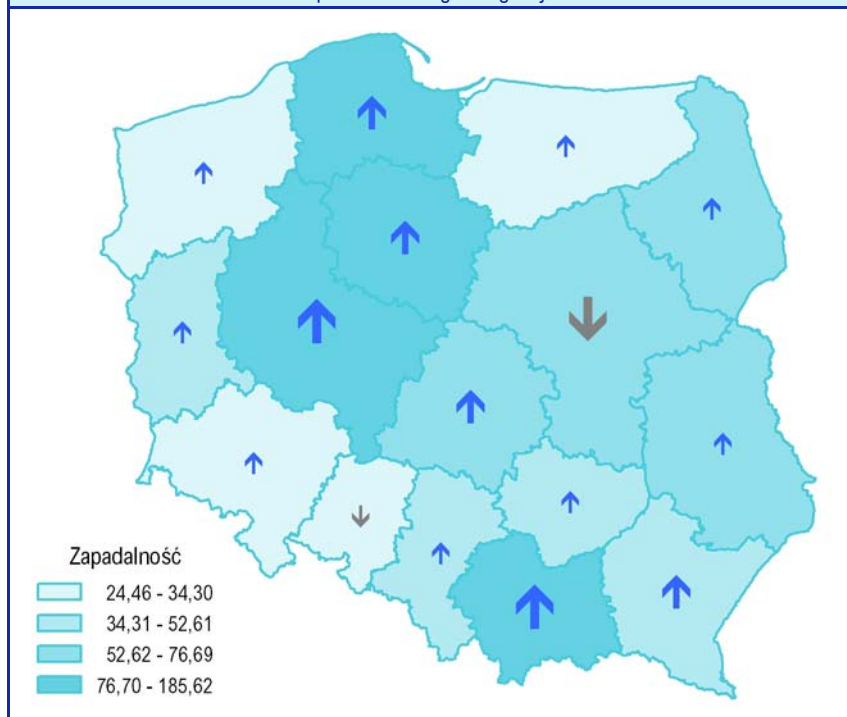 Zapadalność
24,46 - 34,30
34,31 - 52,61
52,62 - 76,69
76,70 - 185,62